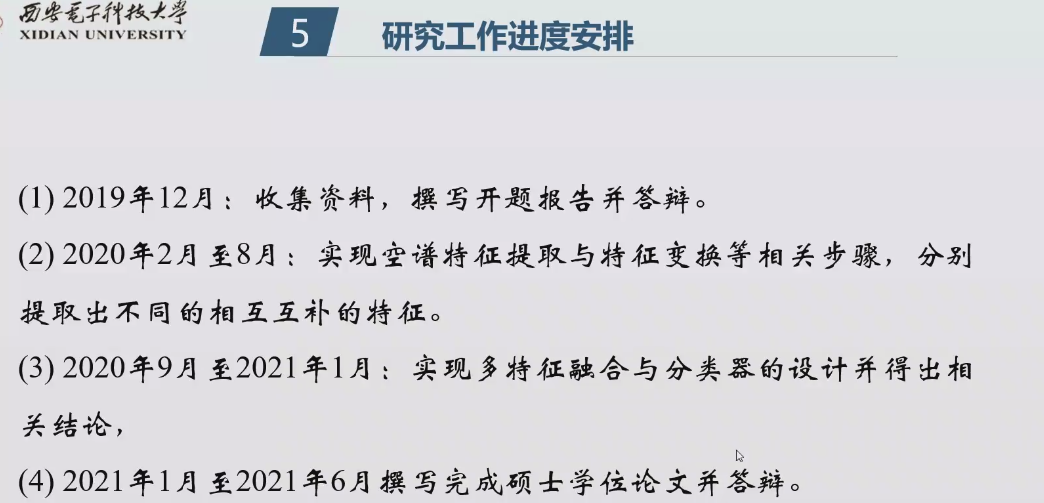 西安电子科技大学
XIDIAN UNIVERSITY
5 研究工作进度安排
(1) 2019年12月：收集资料，撰写开题报告并答辩。
(2) 2020年2月至8月：实现空谱特征提取与特征变换等相关步骤，分别
提取出不同的相互互补的特征。
(3) 2020年9月至2021年1月：实现多特征融合与分类器的设计并得出相
关结论，
(4) 2021年1月至2021年6月撰写完成硕士学位论文并答辩。